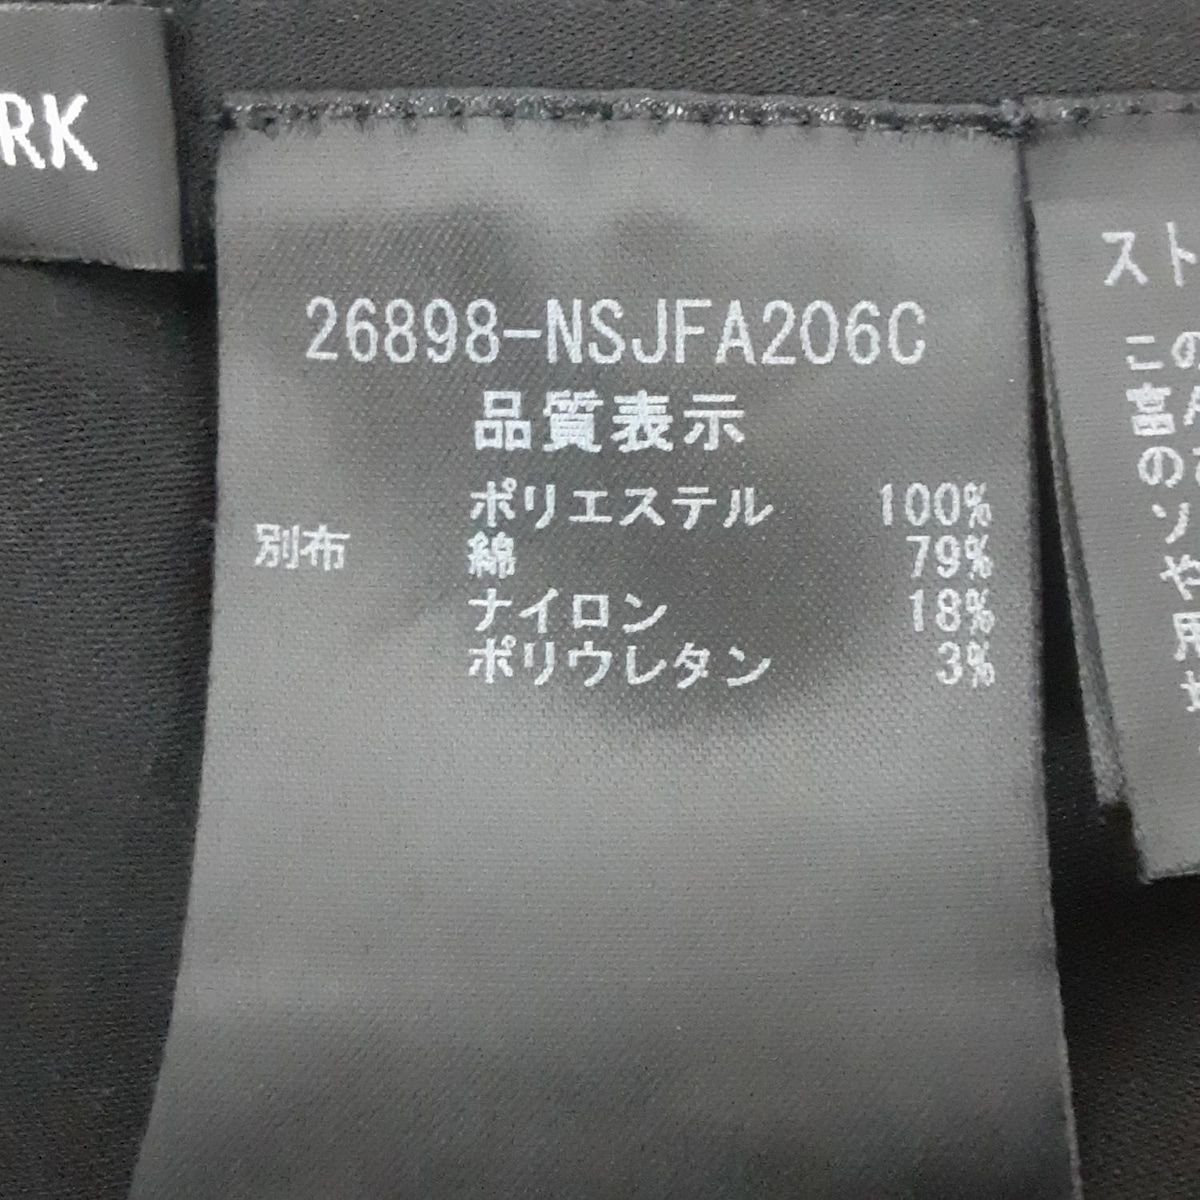 RK
26898-NSJFA206C
品質表示
ポリエステル 100%
別布 綿 79%
ナイロン 18%
ポリウレタン 3%
スト
この
富
の
ソ
や
用